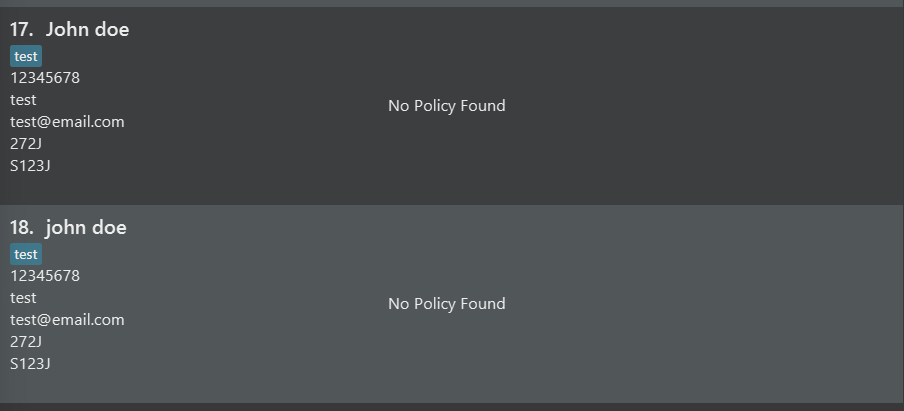 17. John doe
test
12345678
test
No Policy Found
test@email.com
272J
S123J
18. john doe
test
12345678
test
No Policy Found
test@email.com
272J
S123J